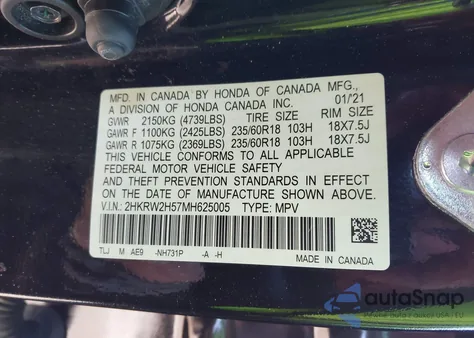 MFD. IN CANADA BY HONDA OF CANADA MFG.,
A DIVISION OF HONDA CANADA INC. 01/21
GVWR 2150KG (4739LBS) TIRE SIZE RIM SIZE
GAWR F 1100KG (2425LBS) 235/60R18 103H 18X7.5J
GAWR R 1075KG (2369LBS) 235/60R18 103H 18X7.5J
THIS VEHICLE CONFORMS TO ALL APPLICABLE
FEDERAL MOTOR VEHICLE SAFETY
AND THEFT PREVENTION STANDARDS IN EFFECT
ON THE DATE OF MANUFACTURE SHOWN ABOVE.
V.I.N.: 2HKRW2H57MH625005 TYPE: MPV
TLJ M AE9 -NH731P -A -H
MADE IN CANADA
autoSnap